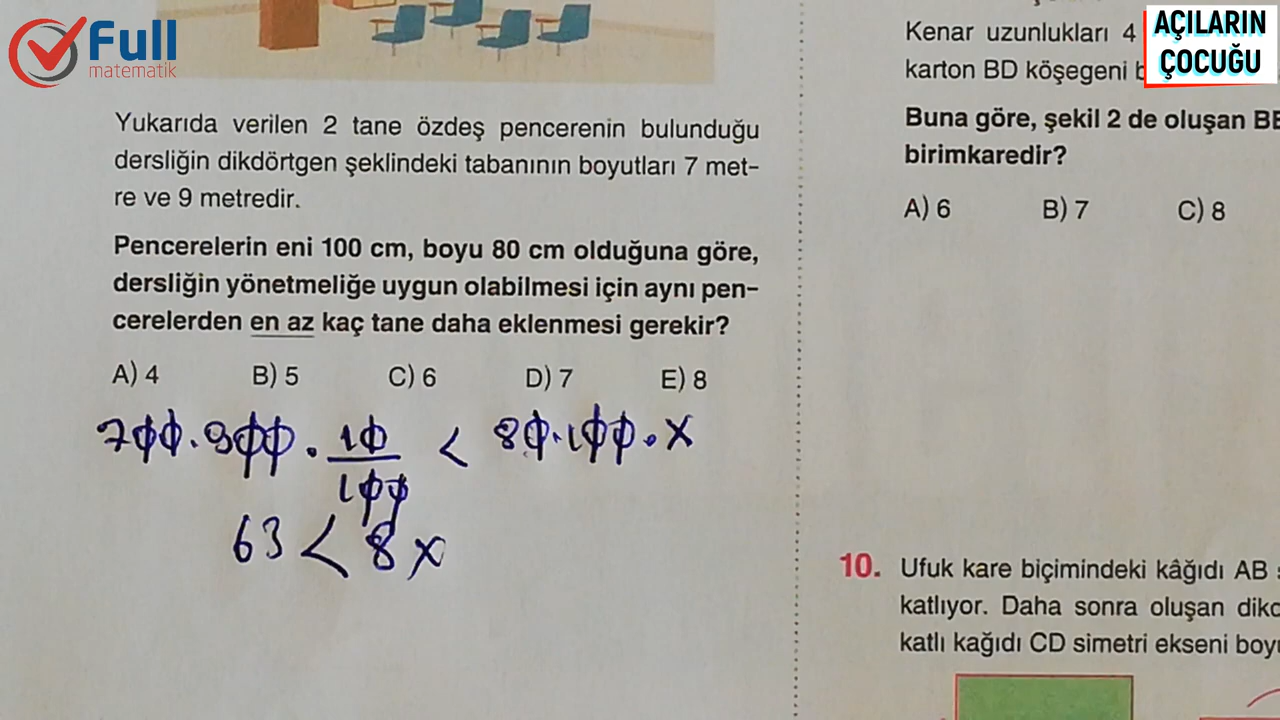 Full
matematik
AÇILARIN
ÇOCUĞU
Yukarıda verilen 2 tane özdeş pencerenin bulunduğu
dersliğin dikdörtgen şeklindeki tabanının boyutları 7 met-
re ve 9 metredir.
Pencerelerin eni 100 cm, boyu 80 cm olduğuna göre,
dersliğin yönetmeliğe uygun olabilmesi için aynı pen-
cerelerden en az kaç tane daha eklenmesi gerekir?
A) 4 B) 5 C) 6 D) 7 E) 8
700.900.10/100 < 80.100.x
63 < 8x
Kenar uzunlukları 4
karton BD köşegeni
Buna göre, şekil 2 de oluşan
birimkaredir?
A) 6 B) 7 C) 8
10. Ufuk kare biçimindeki kâğıdı AB
katlıyor. Daha sonra oluşan
katlı kağıdı CD simetri ekseni